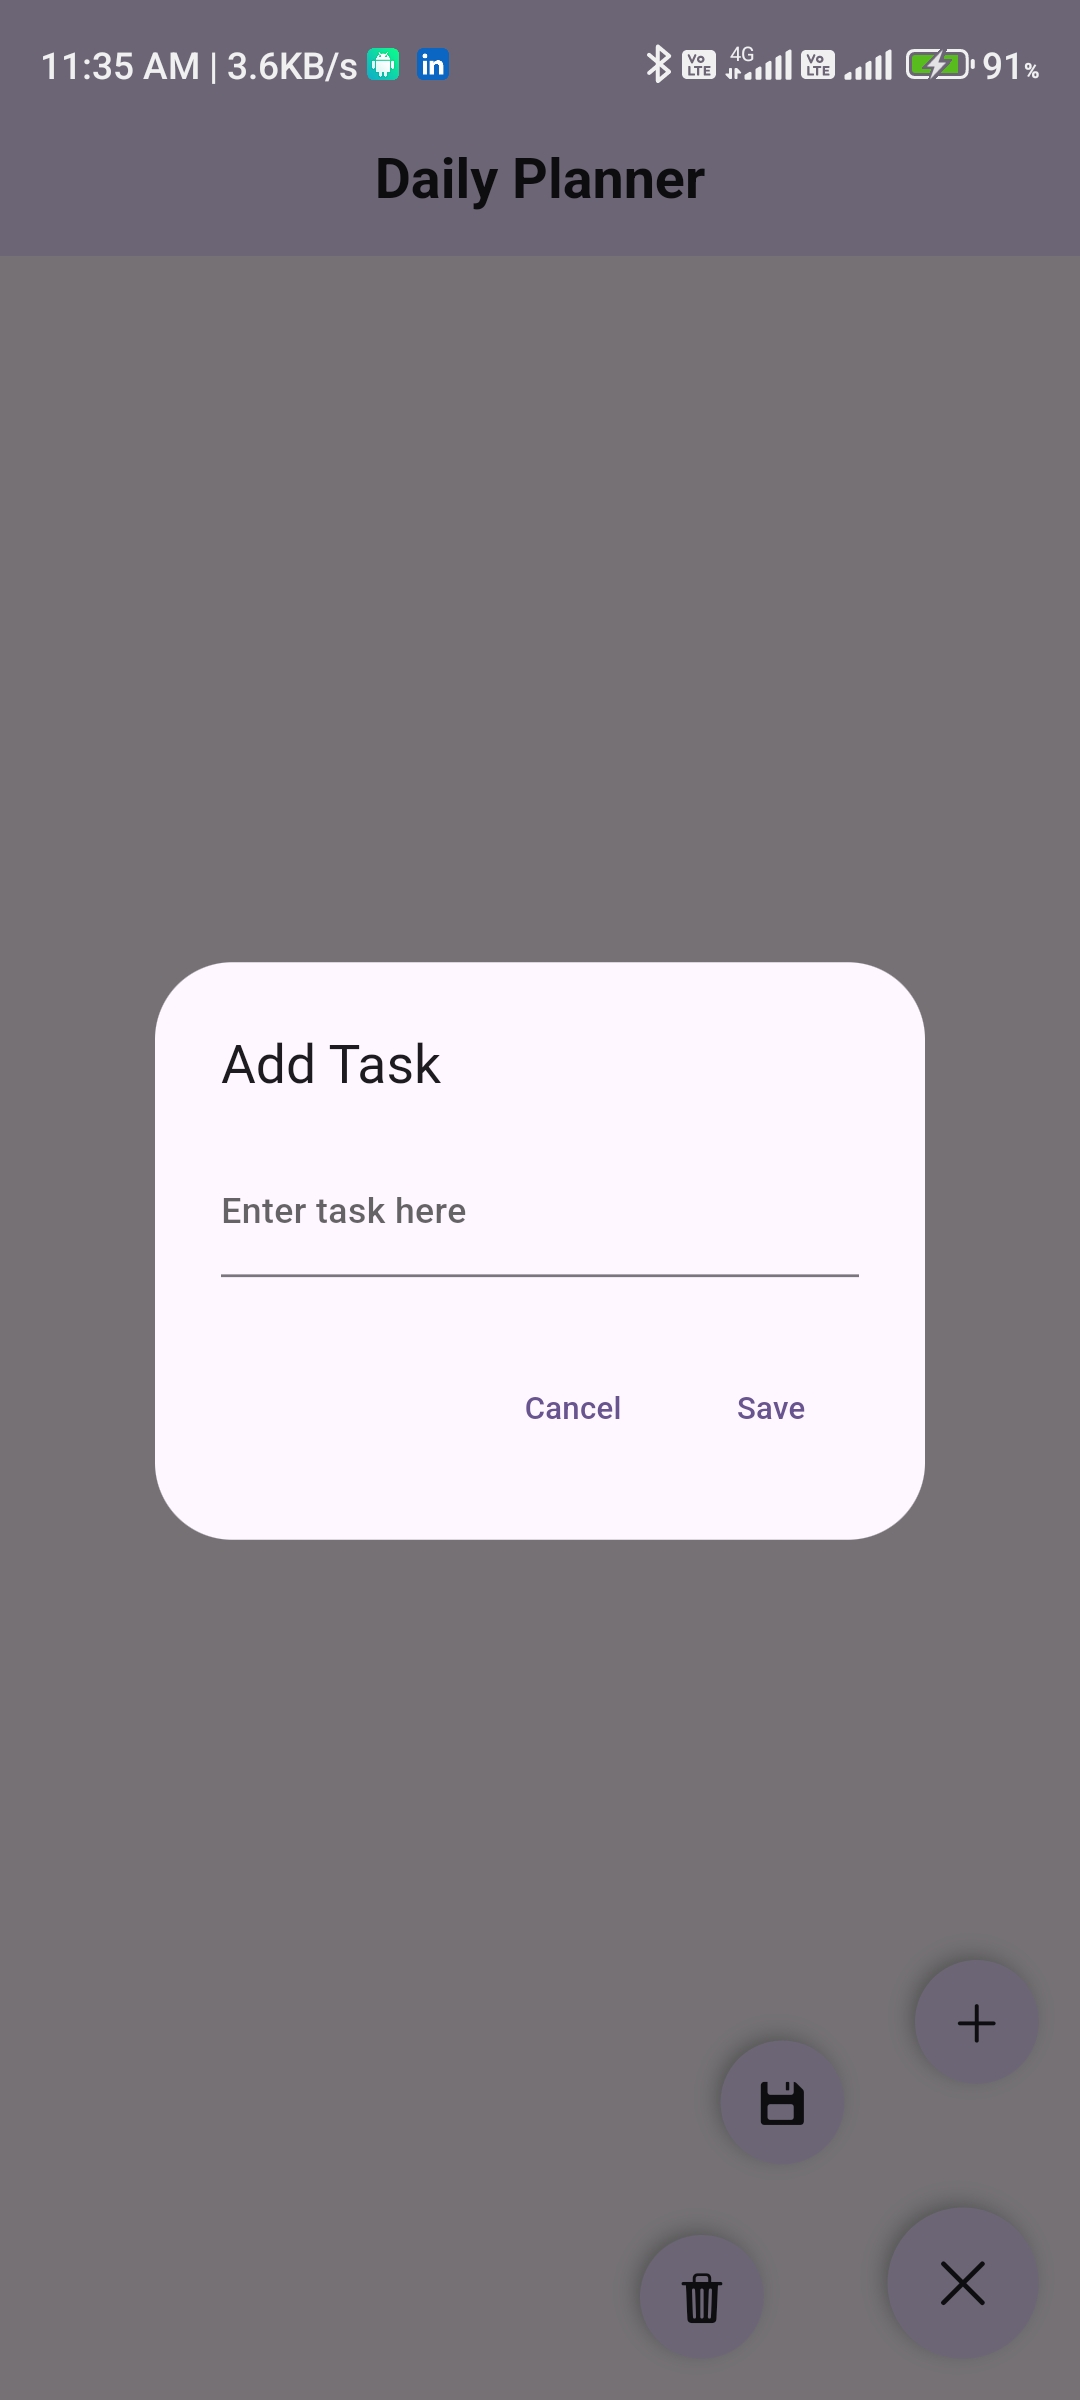 11:35 AM | 3.6KB/s in Vo LTE 4G Vo LTE 91%
Daily Planner
Add Task
Enter task here
Cancel Save